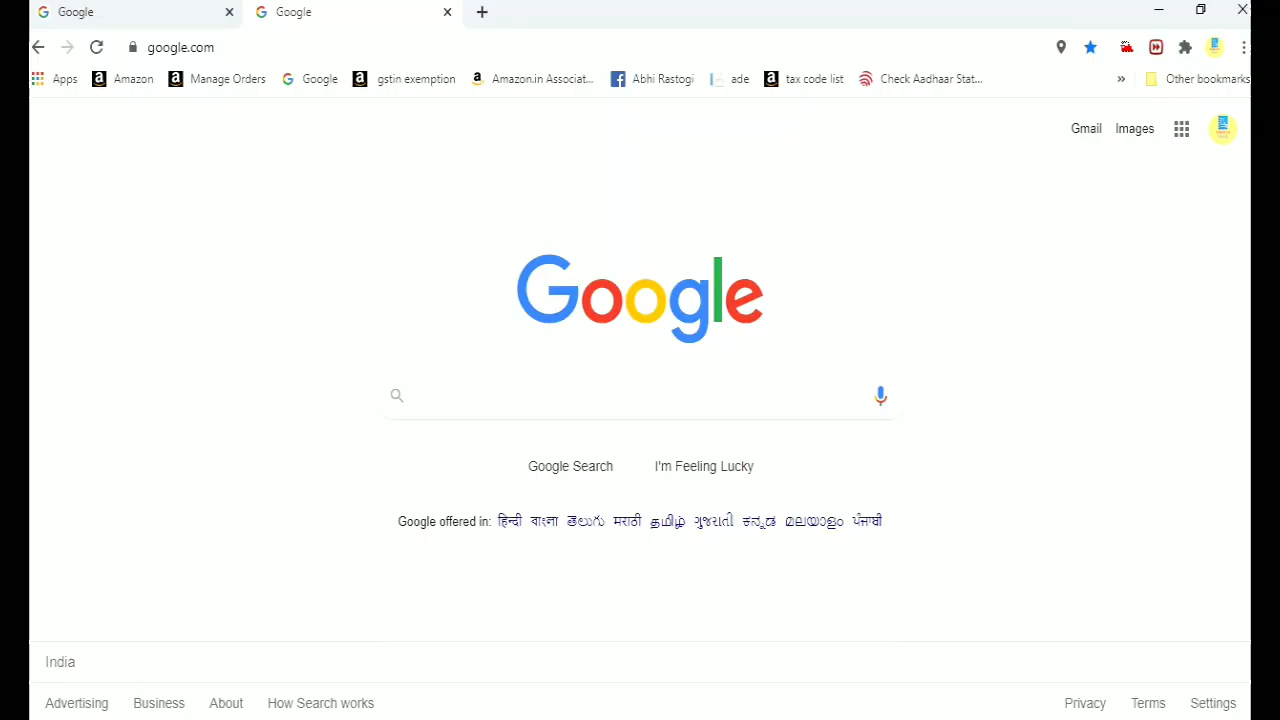 Google Google
google.com
Apps Amazon Manage Orders Google gstin exemption Amazon.in Associat... Abhi Rastogi ade tax code list Check Aadhaar Stat... » Other bookmarks
Gmail Images
Google
Google Search I'm Feeling Lucky
Google offered in: हिन्दी বাংলা తెలుగు मराठी தமிழ் ગુજરાતી ಕನ್ನಡ മലയാളം ਪੰਜਾਬੀ
India
Advertising Business About How Search works Privacy Terms Settings